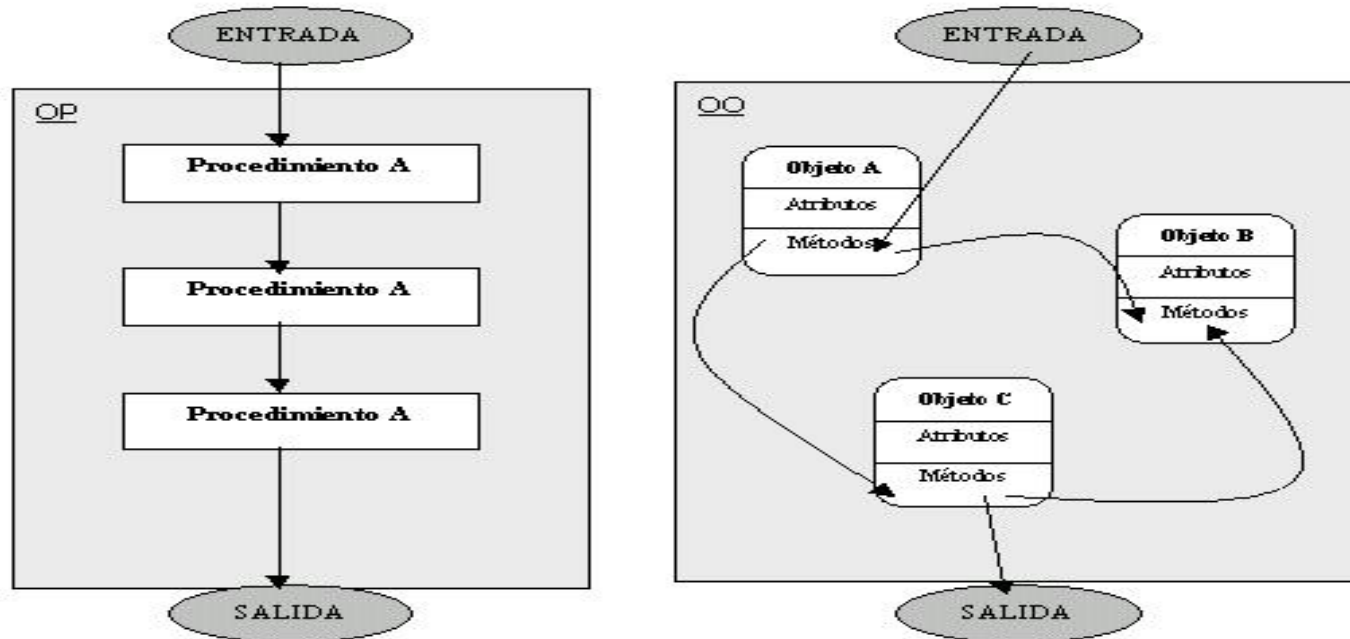 ENTRADA
OP
Procedimiento A
Procedimiento A
Procedimiento A
SALIDA
ENTRADA
OO
Objeto A
Atributos
Métodos
Objeto B
Atributos
Métodos
Objeto C
Atributos
Métodos
SALIDA